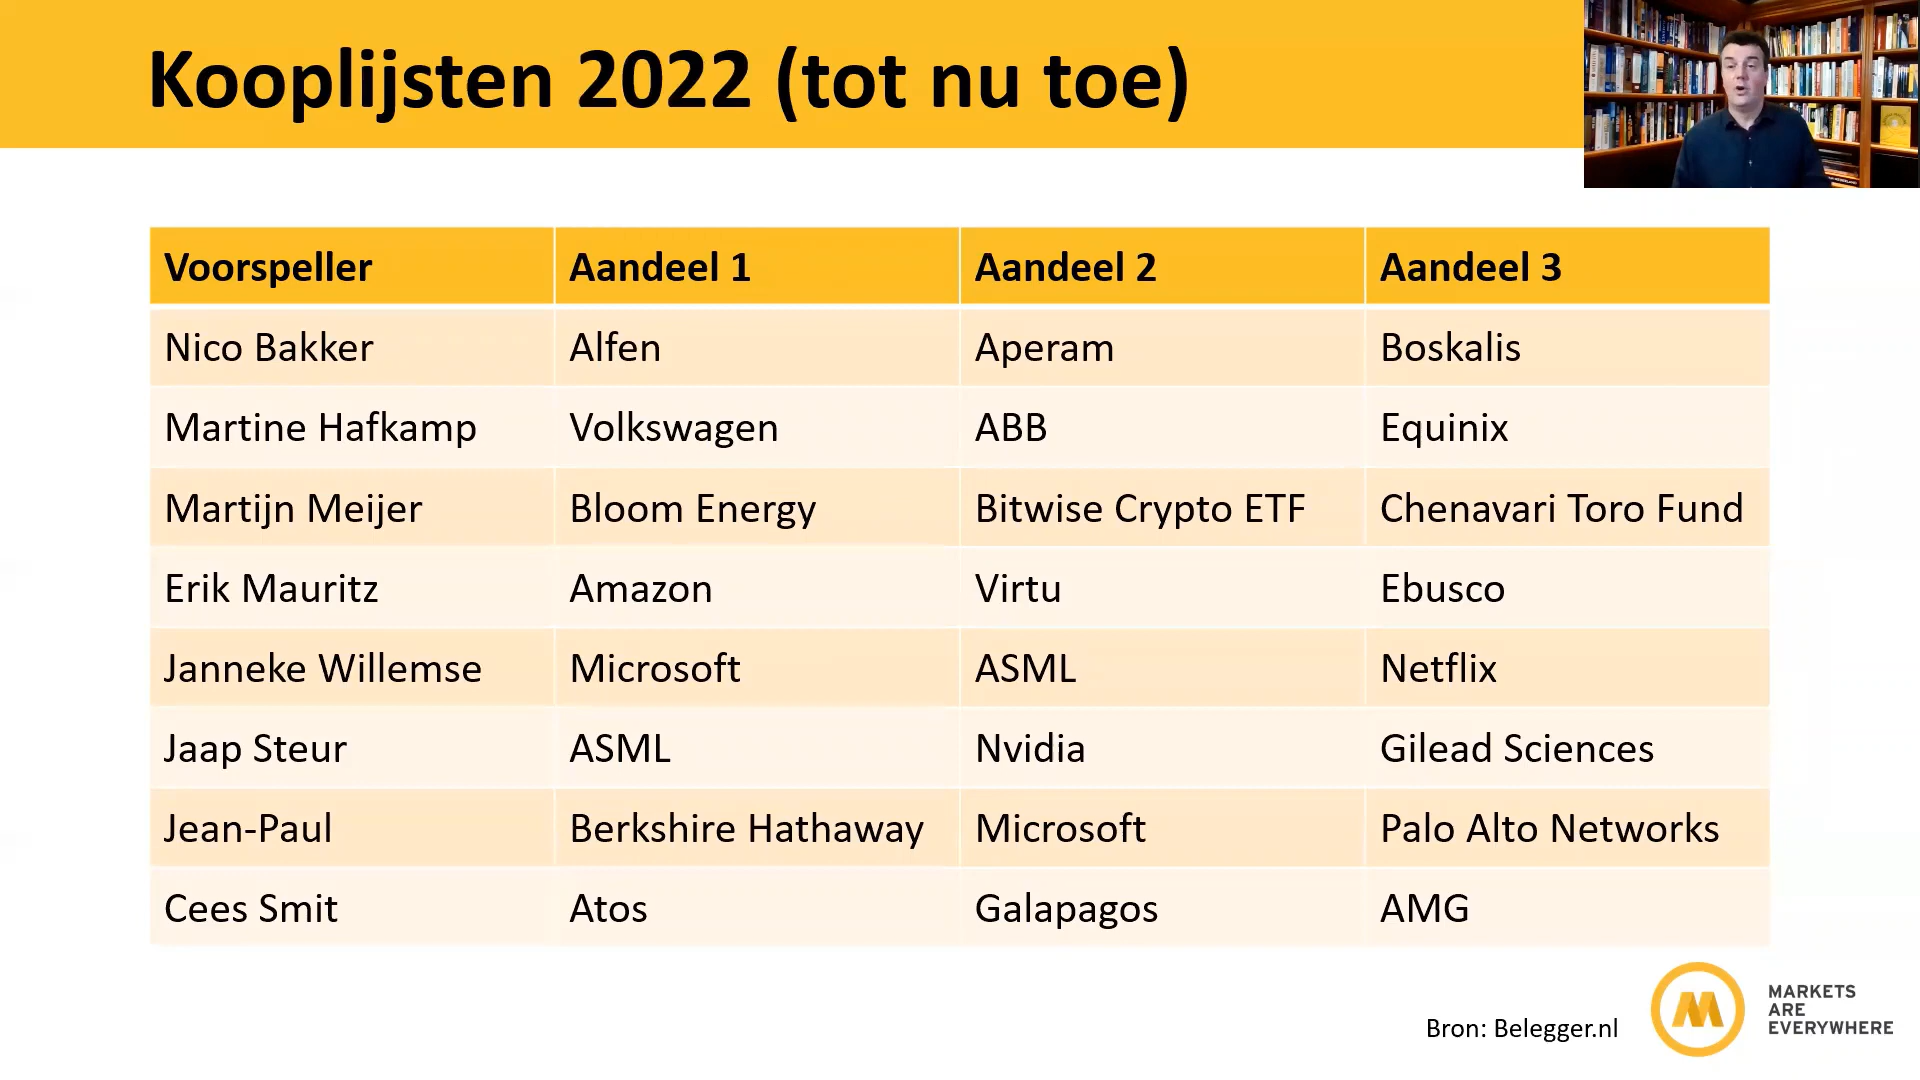 Kooplijsten 2022 (tot nu toe)
Voorspeller Aandeel 1 Aandeel 2 Aandeel 3
Nico Bakker Alfen Aperam Boskalis
Martine Hafkamp Volkswagen ABB Equinix
Martijn Meijer Bloom Energy Bitwise Crypto ETF Chenavari Toro Fund
Erik Mauritz Amazon Virtu Ebusco
Janneke Willemse Microsoft ASML Netflix
Jaap Steur ASML Nvidia Gilead Sciences
Jean-Paul Berkshire Hathaway Microsoft Palo Alto Networks
Cees Smit Atos Galapagos AMG
Bron: Belegger.nl
MARKETS
ARE
EVERYWHERE